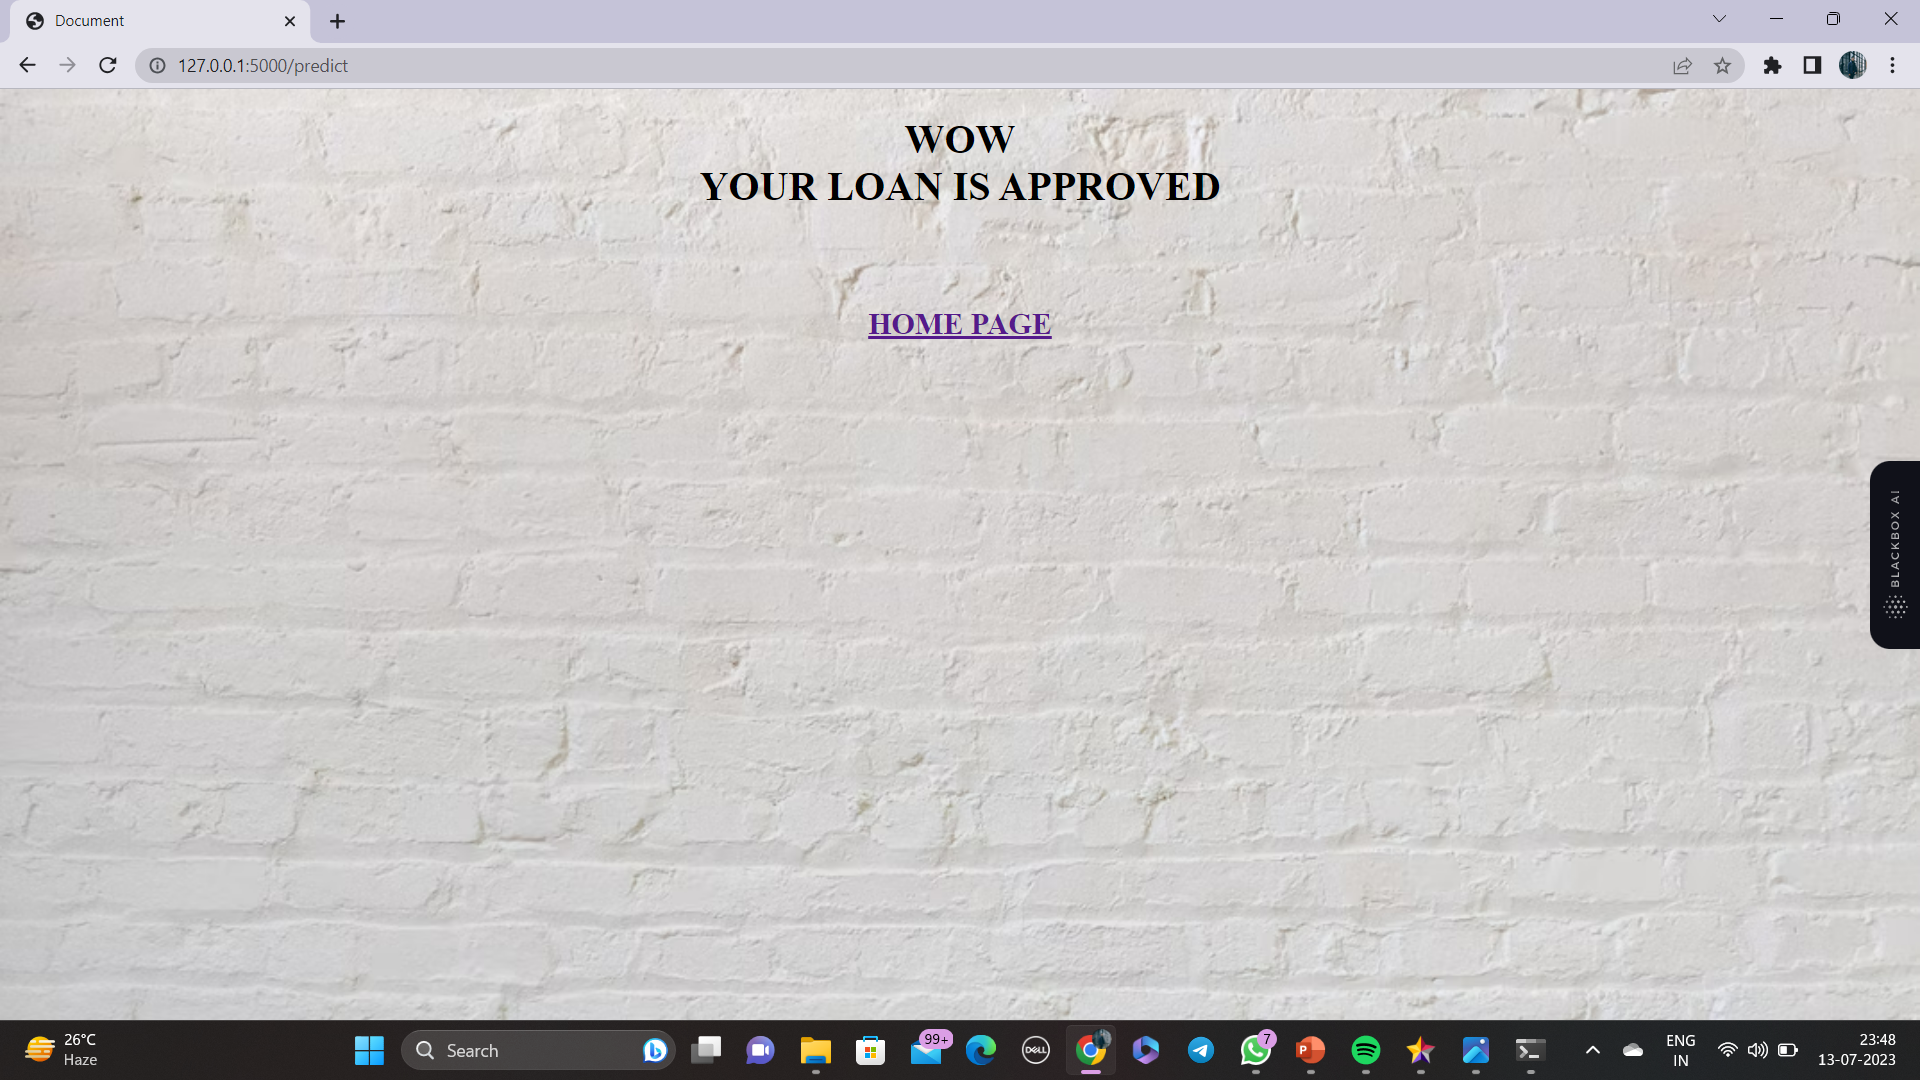 Document
127.0.0.1:5000/predict
WOW
YOUR LOAN IS APPROVED
HOME PAGE
BLACKBOX AI
26°C
Haze
Search
99+
DELL
7
P
ENG
IN
23:48
13-07-2023